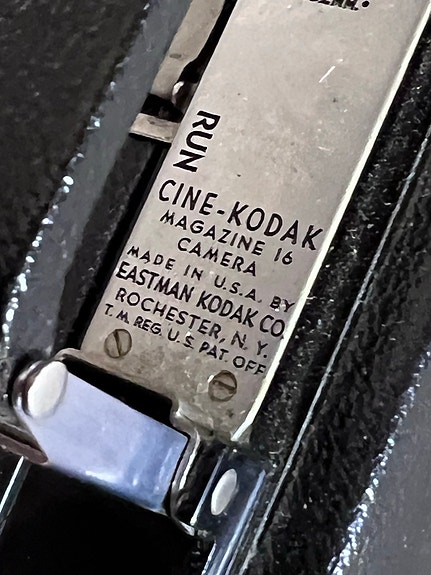 RUN
CINE-KODAK
MAGAZINE 16
CAMERA
MADE IN U.S.A. BY
EASTMAN KODAK CO.
ROCHESTER, N. Y.
T. M. REG. U.S. PAT. OFF.